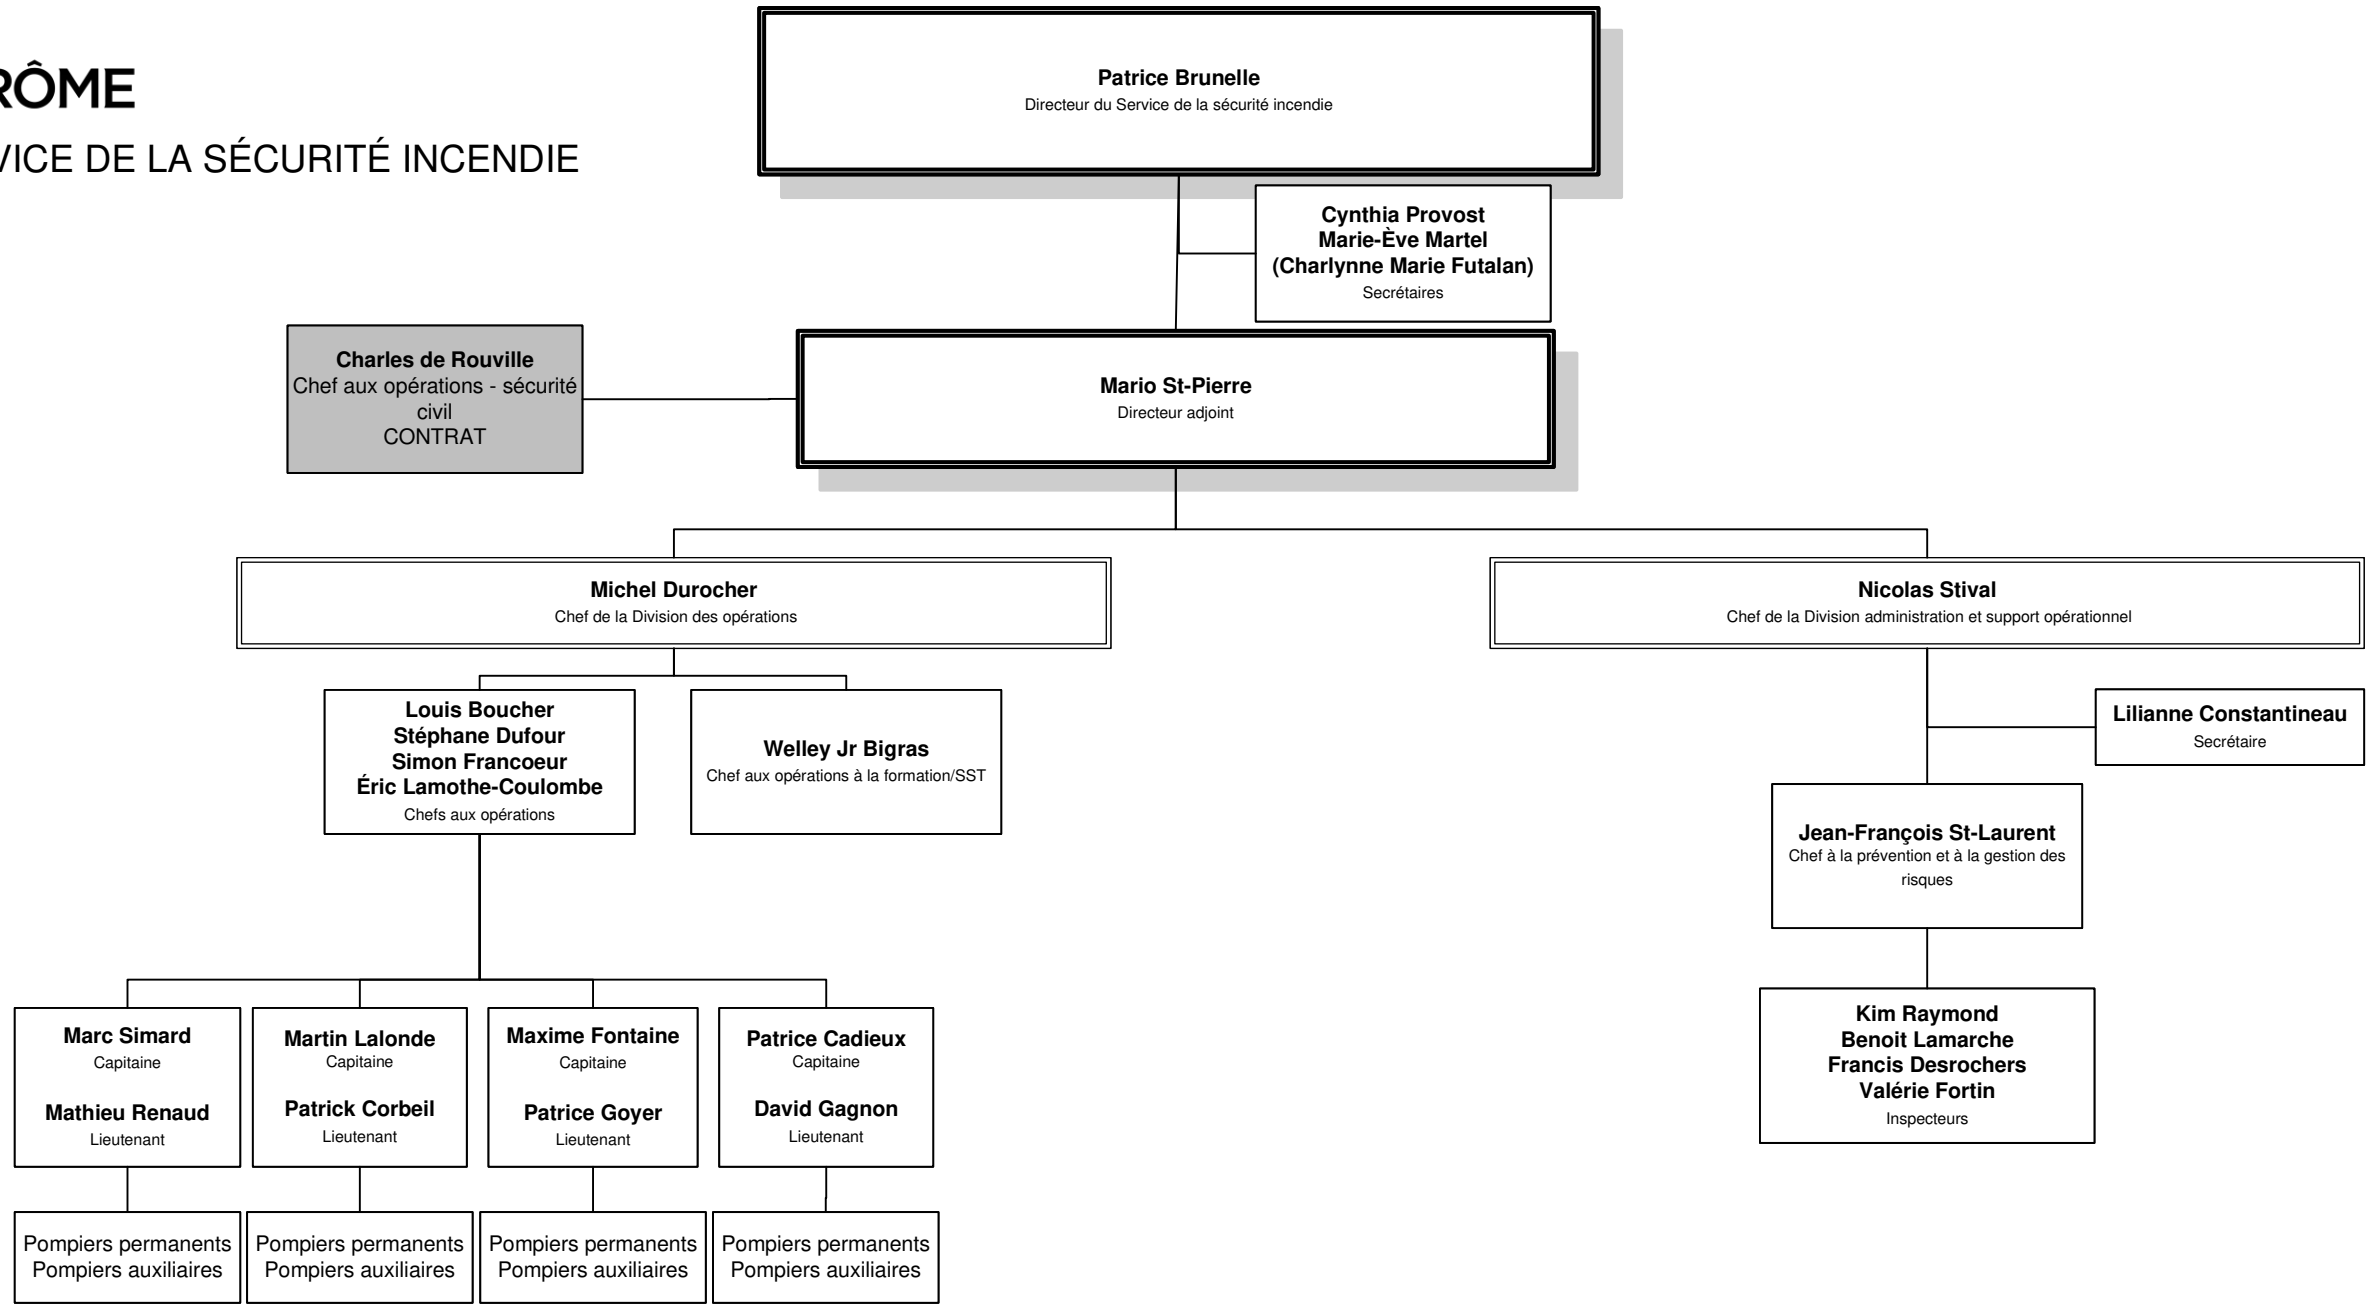 RÔME
VICE DE LA SÉCURITÉ INCENDIE
Patrice Brunelle
Directeur du Service de la sécurité incendie
Cynthia Provost
Marie-Ève Martel
(Charlynne Marie Futalan)
Secrétaires
Charles de Rouville
Chef aux opérations - sécurité
civil
CONTRAT
Mario St-Pierre
Directeur adjoint
Michel Durocher
Chef de la Division des opérations
Nicolas Stival
Chef de la Division administration et support opérationnel
Louis Boucher
Stéphane Dufour
Simon Francoeur
Éric Lamothe-Coulombe
Chefs aux opérations
Welley Jr Bigras
Chef aux opérations à la formation/SST
Lilianne Constantineau
Secrétaire
Jean-François St-Laurent
Chef à la prévention et à la gestion des
risques
Marc Simard
Capitaine
Mathieu Renaud
Lieutenant
Martin Lalonde
Capitaine
Patrick Corbeil
Lieutenant
Maxime Fontaine
Capitaine
Patrice Goyer
Lieutenant
Patrice Cadieux
Capitaine
David Gagnon
Lieutenant
Kim Raymond
Benoit Lamarche
Francis Desrochers
Valérie Fortin
Inspecteurs
Pompiers permanents
Pompiers auxiliaires
Pompiers permanents
Pompiers auxiliaires
Pompiers permanents
Pompiers auxiliaires
Pompiers permanents
Pompiers auxiliaires